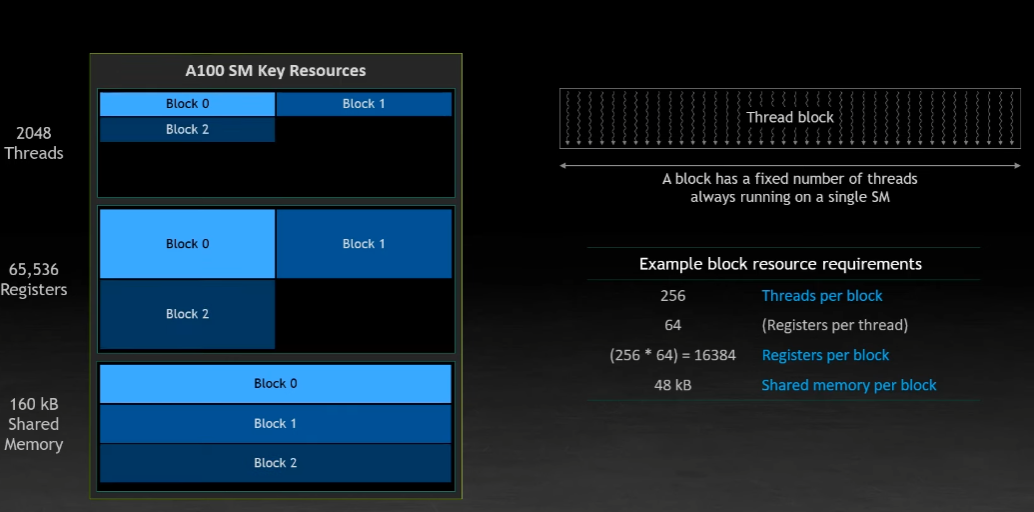 A100 SM Key Resources
2048
Threads
Block 0
Block 1
Block 2
65,536
Registers
Block 0
Block 1
Block 2
160 kB
Shared
Memory
Block 0
Block 1
Block 2
Thread block
A block has a fixed number of threads
always running on a single SM
Example block resource requirements
256 Threads per block
64 (Registers per thread)
(256 * 64) = 16384 Registers per block
48 kB Shared memory per block